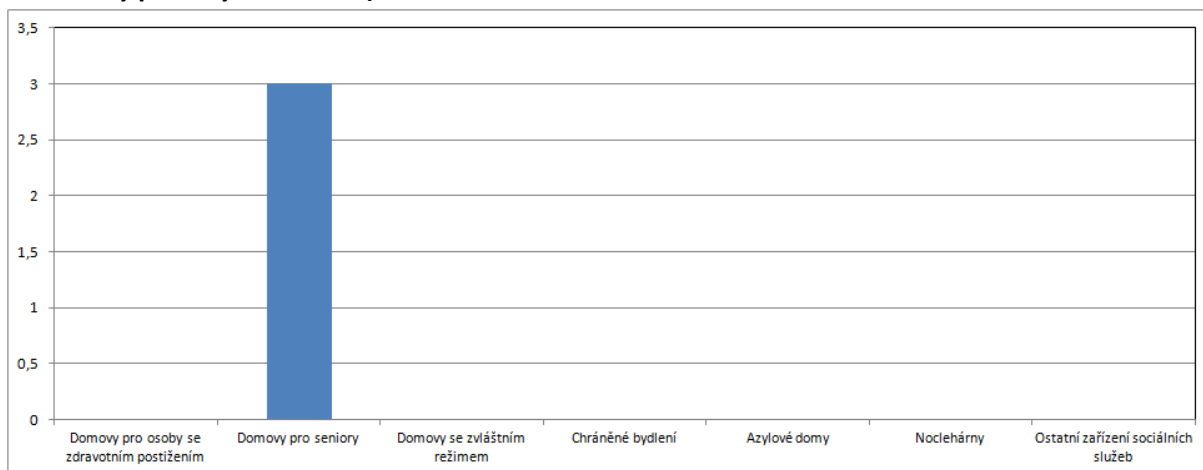 3,5
3
2,5
2
1,5
1
0,5
0
Domovy pro osoby se
zdravotním postižením
Domovy pro seniory
Domovy se zvláštním
režimem
Chráněné bydlení
Azylové domy
Noclehárny
Ostatní zařízení sociálních
služeb